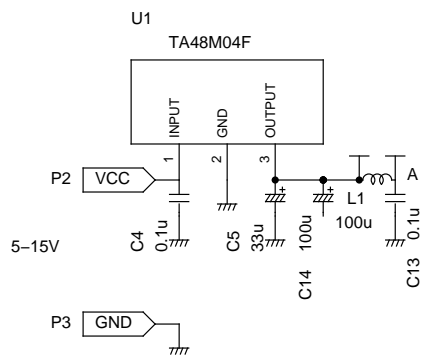 U1
TA48M04F
INPUT
GND
OUTPUT
1
2
3
P2
VCC
C4
0.1u
C5
33u
C14
100u
L1
100u
A
C13
0.1u
5–15V
P3
GND